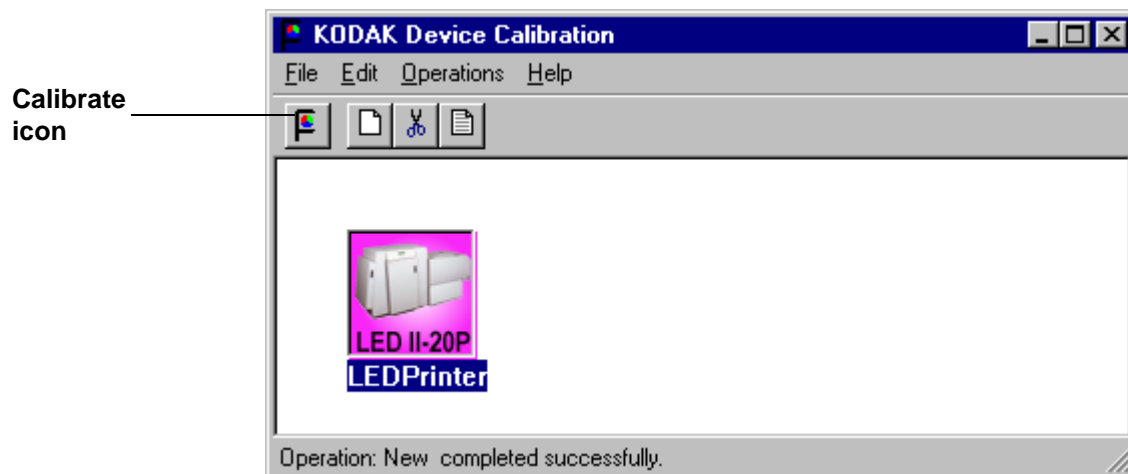 KODAK Device Calibration
File Edit Operations Help
Calibrate
icon
LED II-20P
LEDPrinter
Operation: New completed successfully.